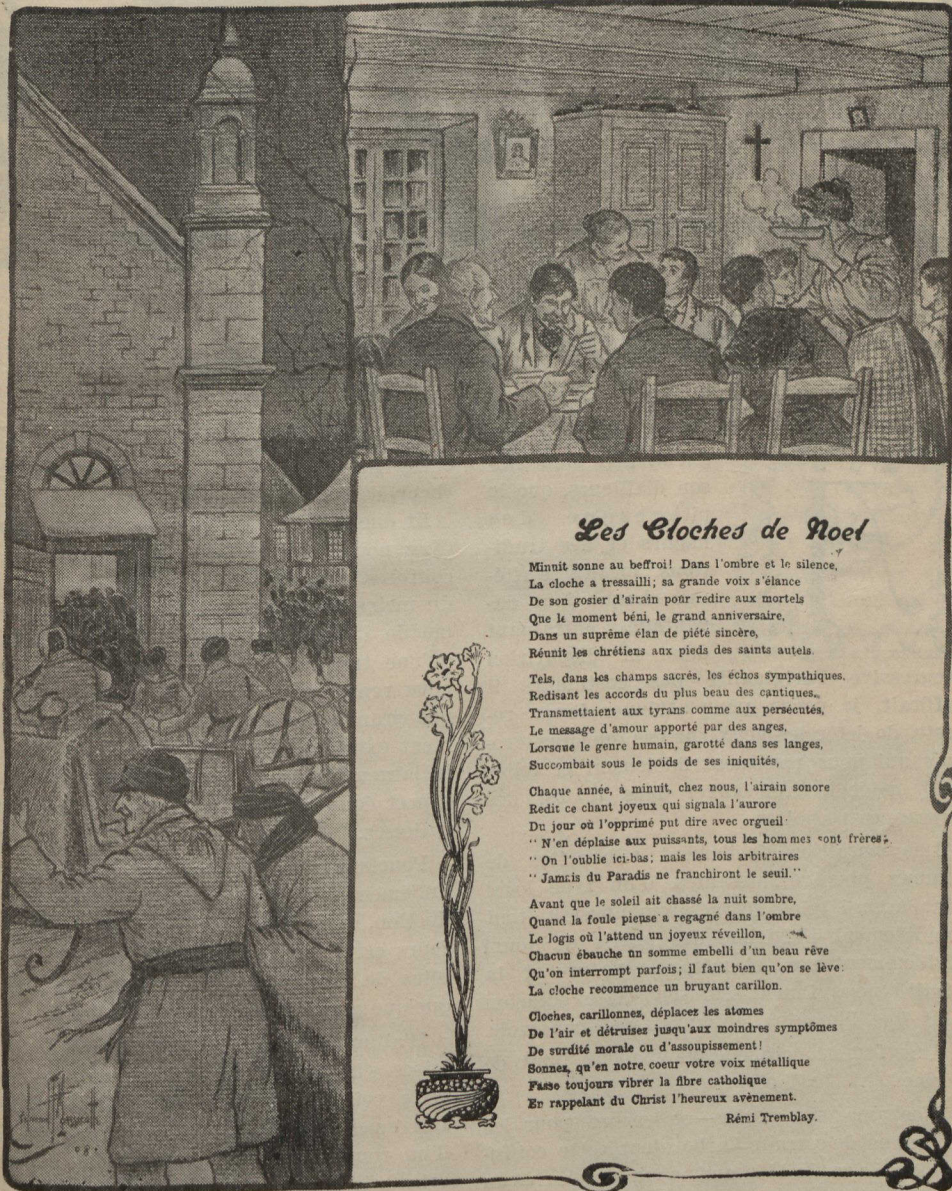 Les Cloches de Noel
Minuit sonne au beffroi! Dans l'ombre et le silence,
La cloche a tressailli; sa grande voix s'élance
De son gosier d'airain pour redire aux mortels
Que le moment béni, le grand anniversaire,
Dans un suprême élan de piété sincère,
Réunit les chrétiens aux pieds des saints autels.
Tels, dans les champs sacrés, les échos sympathiques,
Redisant les accords du plus beau des cantiques,
Transmettaient aux tyrans comme aux persécutés,
Le message d'amour apporté par des anges,
Lorsque le genre humain, garotté dans ses langes,
Succombait sous le poids de ses iniquités,
Chaque année, à minuit, chez nous, l'airain sonore
Redit ce chant joyeux qui signala l'aurore
Du jour où l'opprimé put dire avec orgueil:
" N'en déplaise aux puissants, tous les hommes sont frères;
" On l'oublie ici-bas; mais les lois arbitraires
" Jamais du Paradis ne franchiront le seuil."
Avant que le soleil ait chassé la nuit sombre,
Quand la foule pieuse a regagné dans l'ombre
Le logis où l'attend un joyeux réveillon,
Chacun ébauche un somme embelli d'un beau rêve
Qu'on interrompt parfois; il faut bien qu'on se lève:
La cloche recommence un bruyant carillon.
Cloches, carillonnez, déplacez les atomes
De l'air et détruisez jusqu'aux moindres symptômes
De surdité morale ou d'assoupissement!
Sonnez, qu'en notre coeur votre voix métallique
Fasse toujours vibrer la fibre catholique
En rappelant du Christ l'heureux avènement.
Rémi Tremblay.
08.